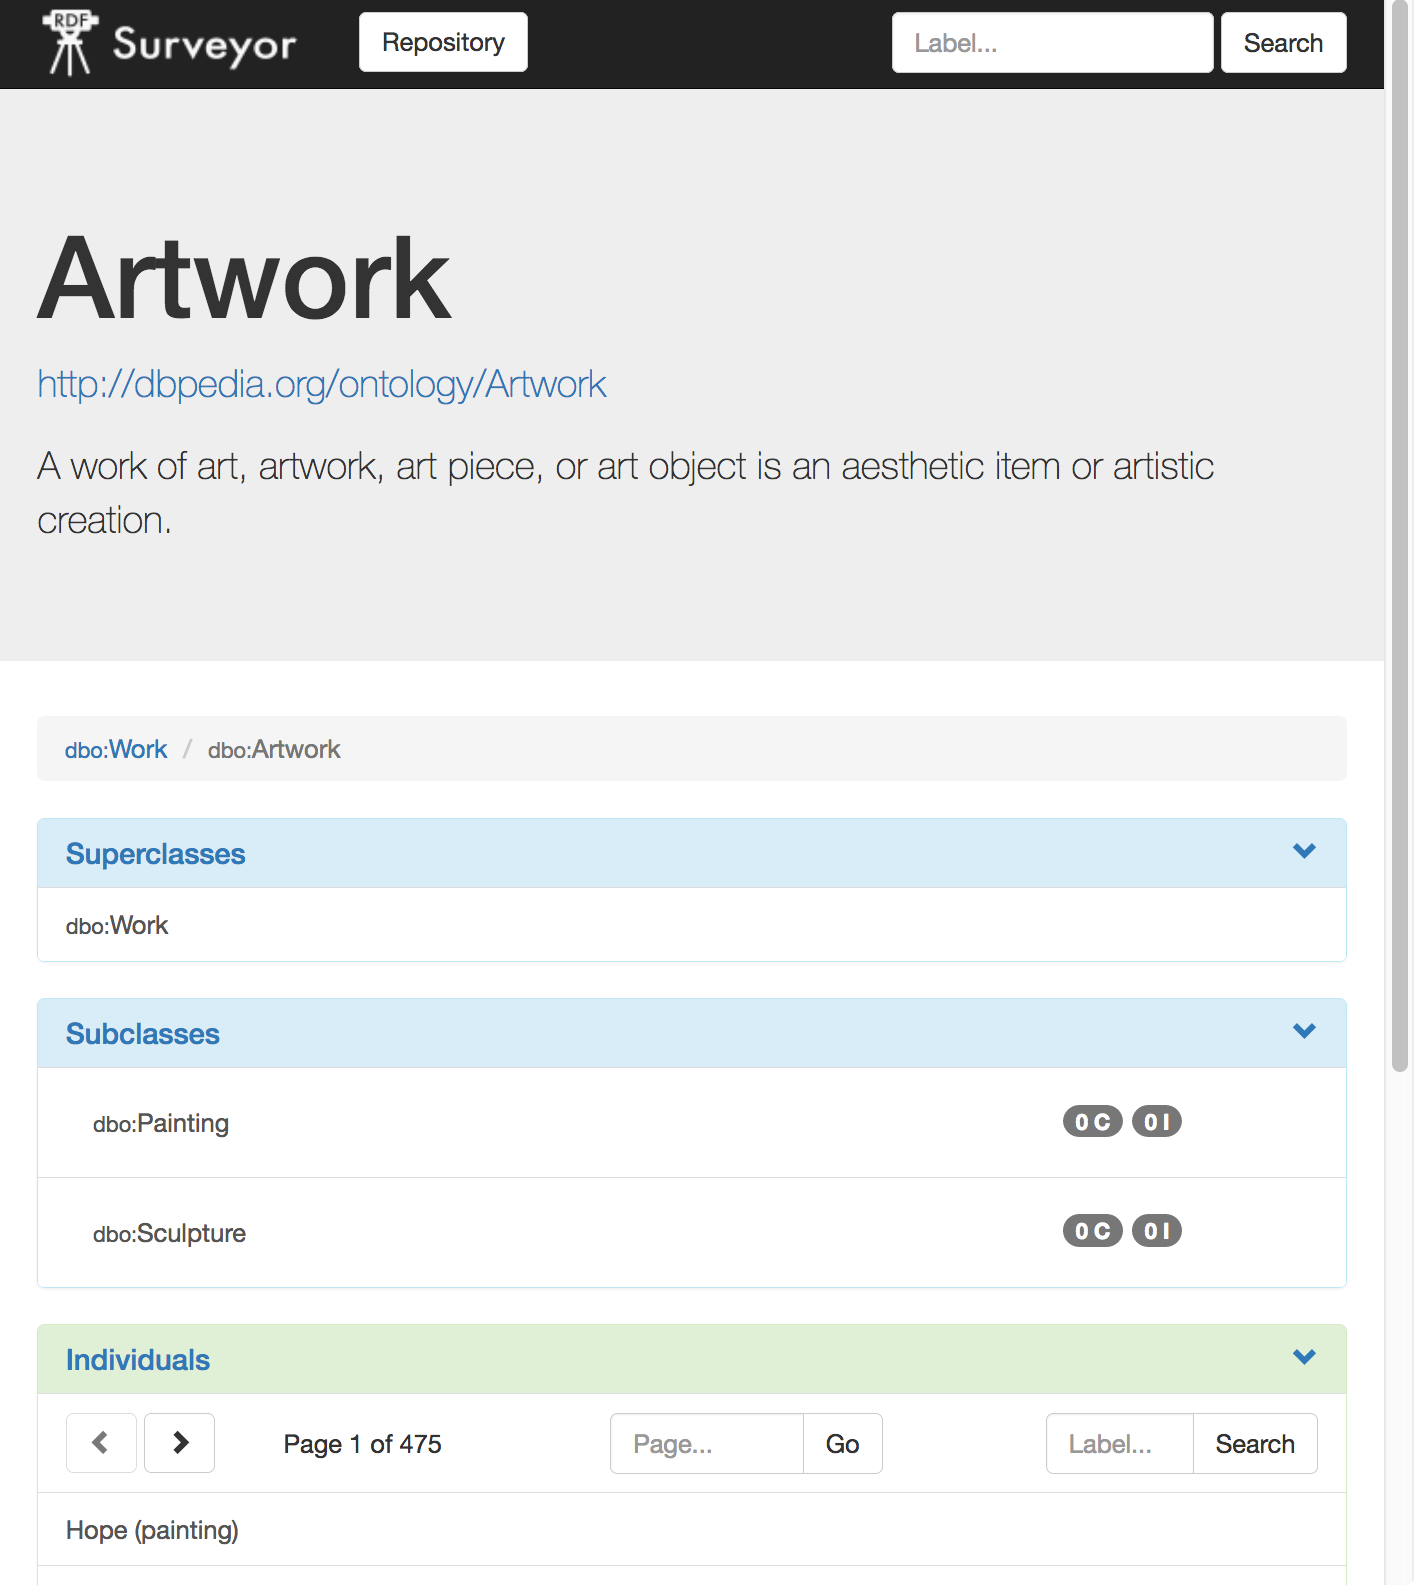 RDF Surveyor Repository Label... Search
Artwork
http://dbpedia.org/ontology/Artwork
A work of art, artwork, art piece, or art object is an aesthetic item or artistic
creation.
dbo:Work / dbo:Artwork
Superclasses
dbo:Work
Subclasses
dbo:Painting 0 C 0 I
dbo:Sculpture 0 C 0 I
Individuals
Page 1 of 475 Page... Go Label... Search
Hope (painting)